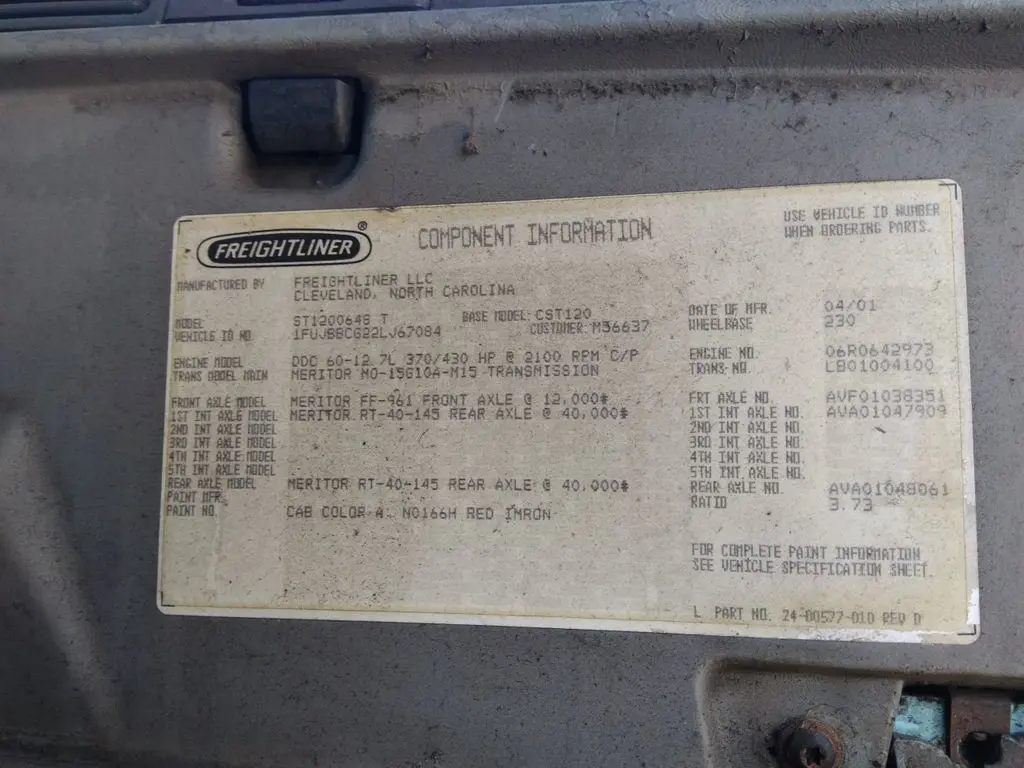 FREIGHTLINER ®
COMPONENT INFORMATION
USE VEHICLE ID NUMBER
WHEN ORDERING PARTS.
MANUFACTURED BY FREIGHTLINER LLC
CLEVELAND, NORTH CAROLINA
MODEL ST120064S T BASE MODEL: CST120 DATE OF MFR. 04/01
VEHICLE ID NO. 1FUJBBCG22LJ67084 CUSTOMER: M56637 WHEELBASE 230
ENGINE MODEL DDC 60-12.7L 370/430 HP @ 2100 RPM C/P ENGINE NO. 06R0642973
TRANS MODEL MAIN MERITOR MO-15G10A-M15 TRANSMISSION TRANS. NO. LB01004100
FRONT AXLE MODEL MERITOR FF-961 FRONT AXLE @ 12,000# FRT AXLE NO. AVF01038351
1ST INT AXLE MODEL MERITOR RT-40-145 REAR AXLE @ 40,000# 1ST INT AXLE NO. AVA01047909
2ND INT AXLE MODEL 2ND INT AXLE NO.
3RD INT AXLE MODEL 3RD INT AXLE NO.
4TH INT AXLE MODEL 4TH INT AXLE NO.
5TH INT AXLE MODEL 5TH INT AXLE NO.
REAR AXLE MODEL MERITOR RT-40-145 REAR AXLE @ 40,000# REAR AXLE NO. AVA01048061
PAINT MFR. RATIO 3.73
PAINT NO. CAB COLOR A: N0166H RED IMRON
FOR COMPLETE PAINT INFORMATION
SEE VEHICLE SPECIFICATION SHEET.
L PART NO. 24-00577-010 REV D